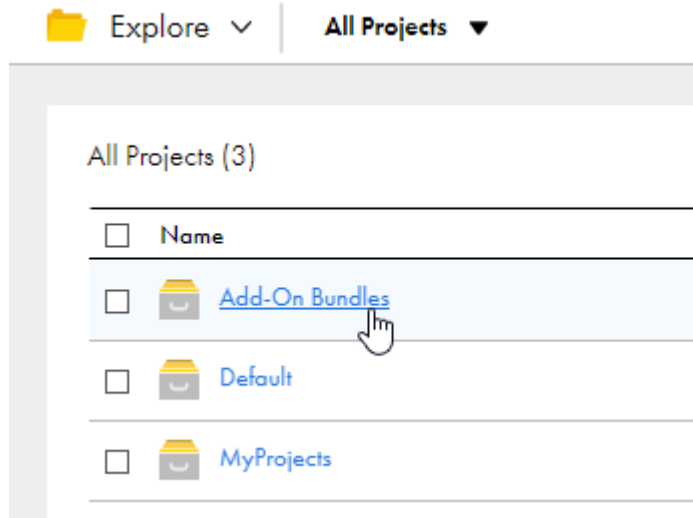 Explore All Projects
All Projects (3)
Name
Add-On Bundles
Default
MyProjects